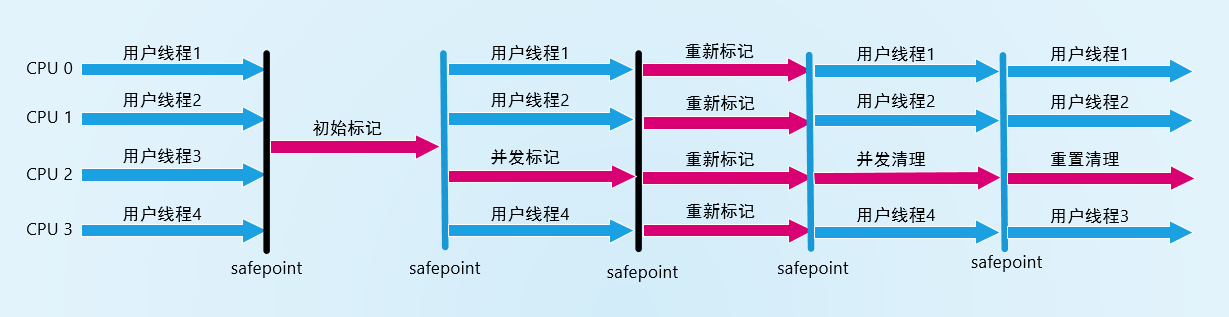 CPU 0
用户线程1
用户线程1
重新标记
用户线程1
用户线程1
CPU 1
用户线程2
初始标记
用户线程2
重新标记
用户线程2
用户线程2
CPU 2
用户线程3
并发标记
重新标记
并发清理
重置清理
CPU 3
用户线程4
用户线程4
重新标记
用户线程4
用户线程3
safepoint
safepoint
safepoint
safepoint
safepoint